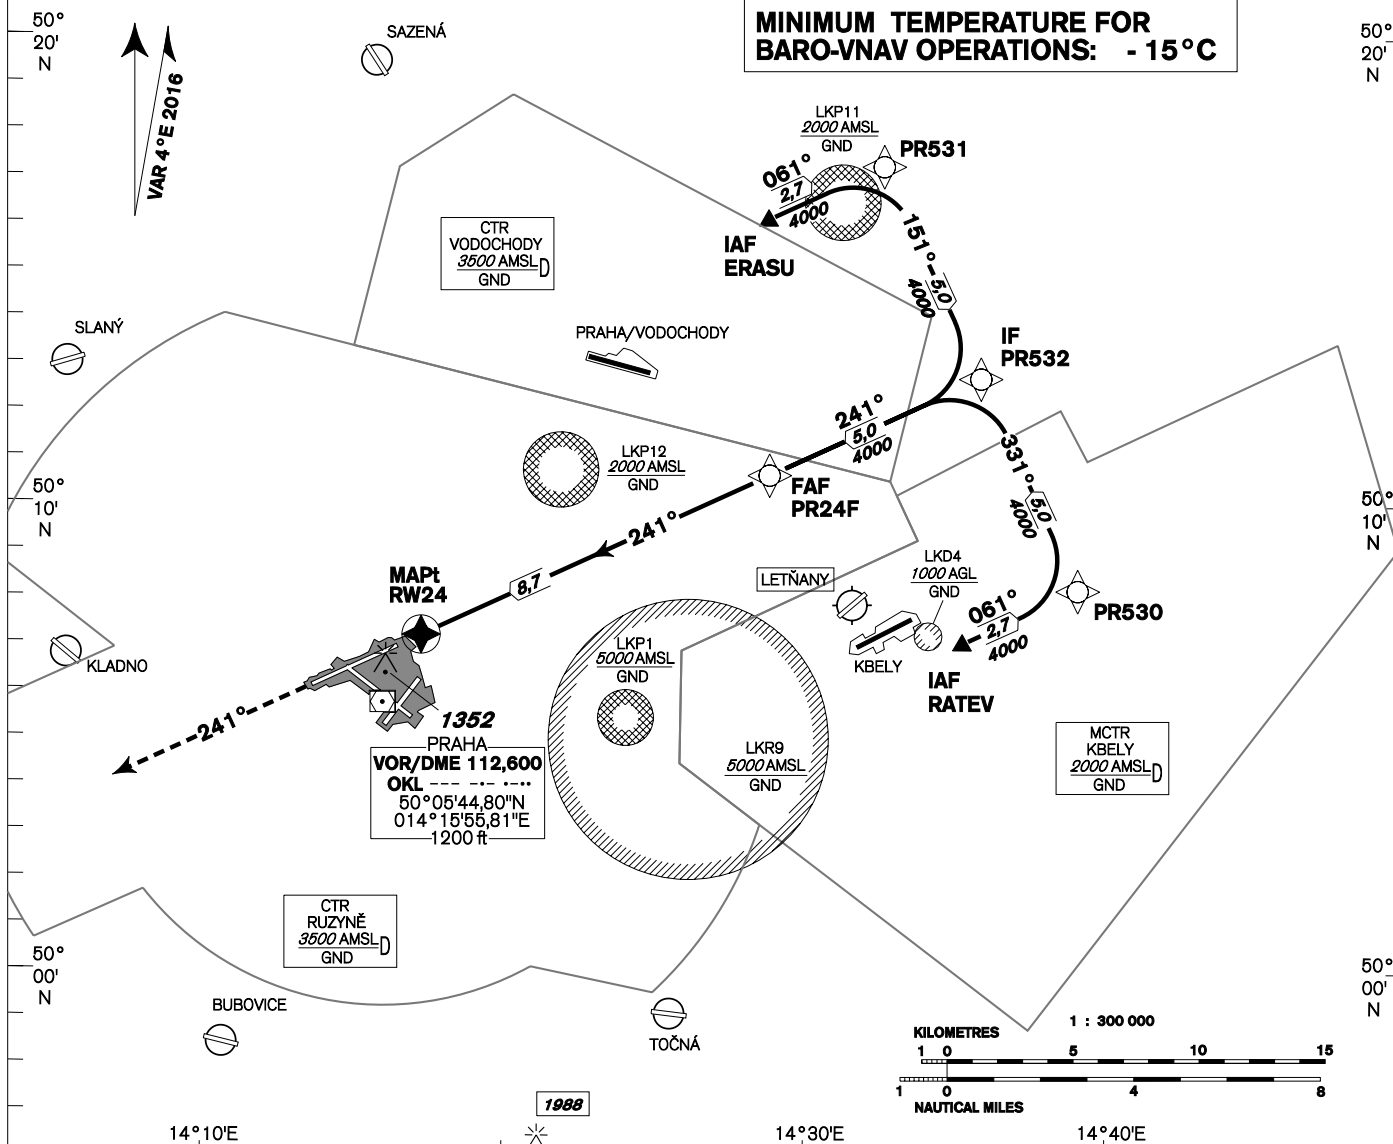 50°
20'
N
SAZENÁ
MINIMUM TEMPERATURE FOR
BARO-VNAV OPERATIONS: - 15°C
50°
20'
N
VAR 4°E 2016
LKP11
2000 AMSL
GND
PR531
061°
2,7
4000
IAF
ERASU
151°
5,0
4000
CTR
VODOCHODY
3500 AMSL D
GND
SLANÝ
PRAHA/VODOCHODY
IF
PR532
241°
5,0
4000
LKP12
2000 AMSL
GND
331°
5,0
4000
FAF
PR24F
50°
10'
N
50°
10'
N
241°
LETŇANY
LKD4
1000 AGL
GND
MAPt
RW24
8,7
061°
2,7
4000
PR530
KBELY
IAF
RATEV
KLADNO
LKP1
5000 AMSL
GND
241°
1352
PRAHA
VOR/DME 112,600
OKL --- -·- ·-··
50°05'44,80"N
014°15'55,81"E
1200 ft
LKR9
5000 AMSL
GND
MCTR
KBELY
2000 AMSL D
GND
CTR
RUZYNĚ
3500 AMSL D
GND
50°
00'
N
50°
00'
N
BUBOVICE
TOČNÁ
1 : 300 000
KILOMETRES
1 0 5 10 15
1 0 4 8
NAUTICAL MILES
1988
14°10'E
14°30'E
14°40'E